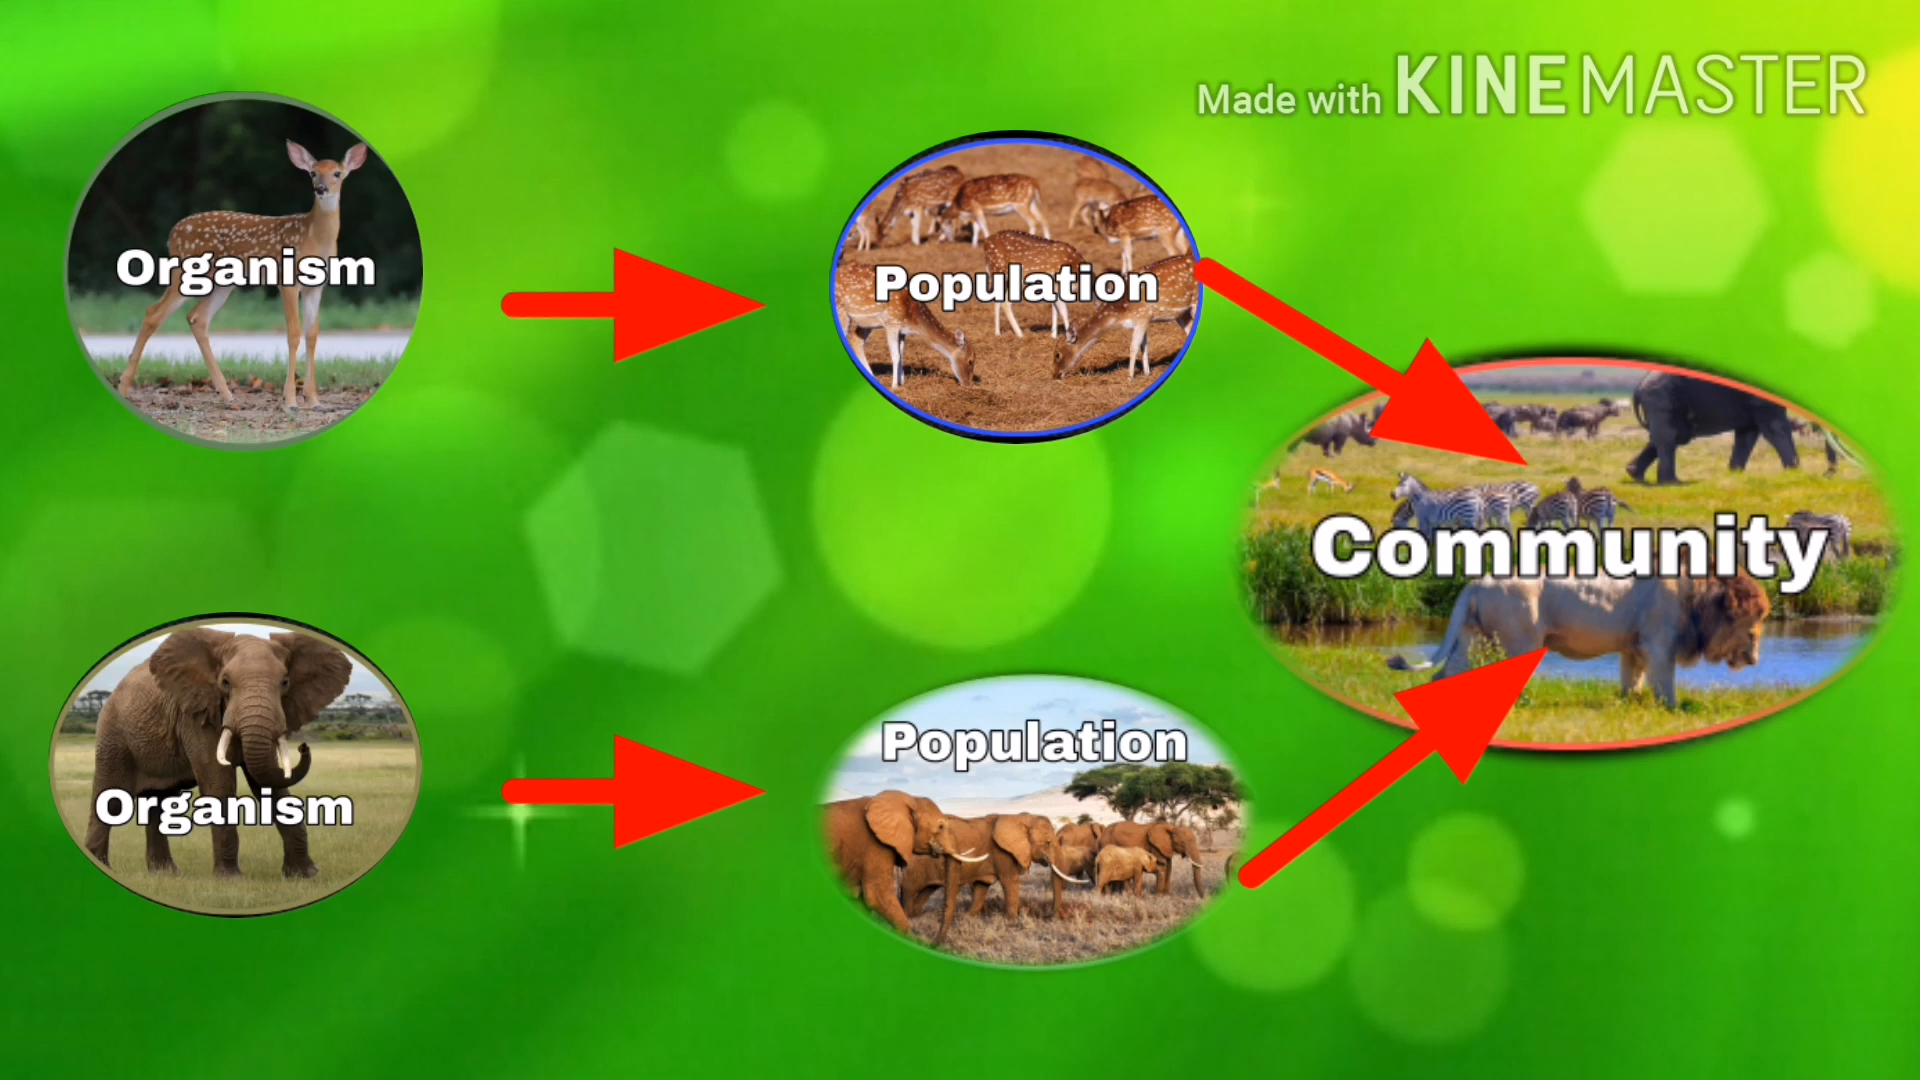 Made with KINEMASTER
Organism
Population
Community
Organism
Population